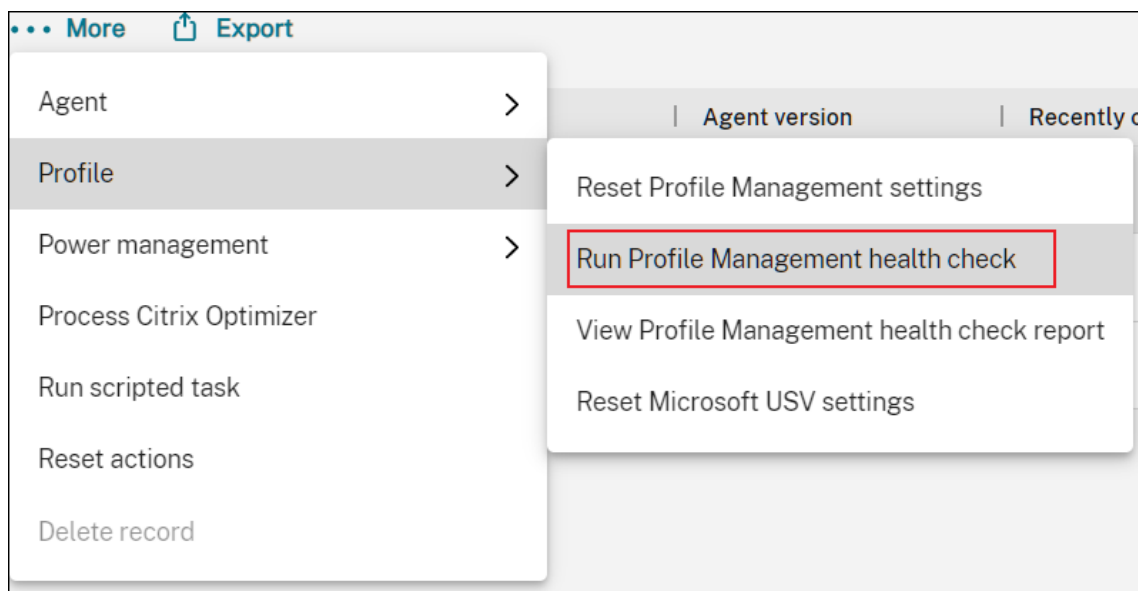 ••• More Export
Agent
Agent version
Recently
Profile
Reset Profile Management settings
Power management
Run Profile Management health check
Process Citrix Optimizer
View Profile Management health check report
Run scripted task
Reset Microsoft USV settings
Reset actions
Delete record